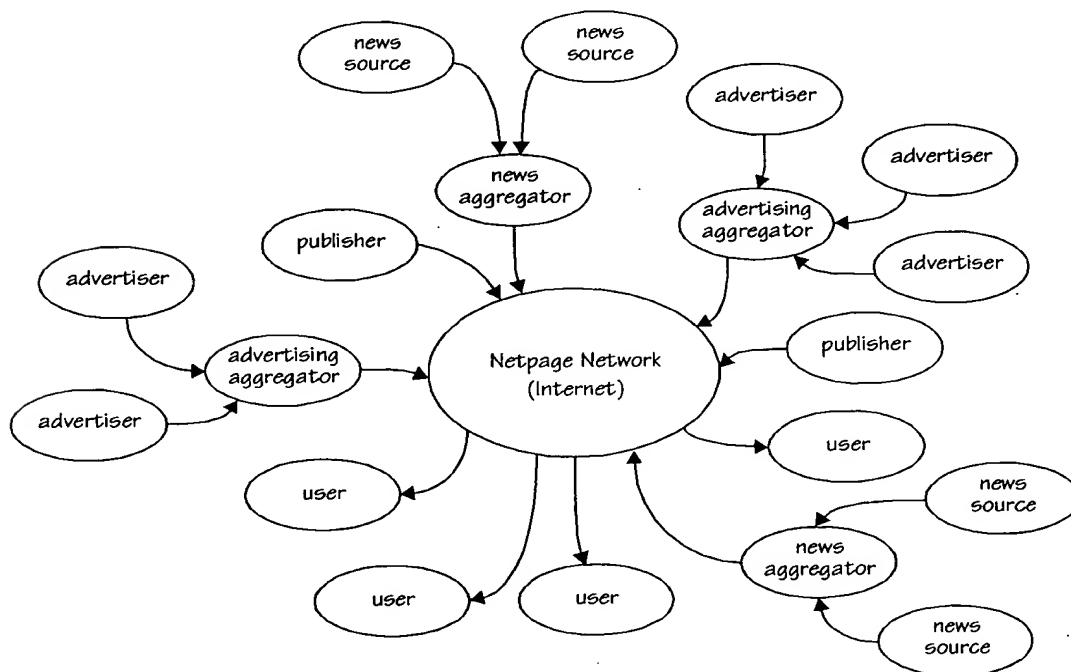 news
source
news
source
advertiser
advertiser
news
aggregator
advertising
aggregator
publisher
advertiser
advertiser
publisher
advertising
aggregator
Netpage Network
(Internet)
advertiser
user
user
news
source
news
aggregator
user
user
news
source